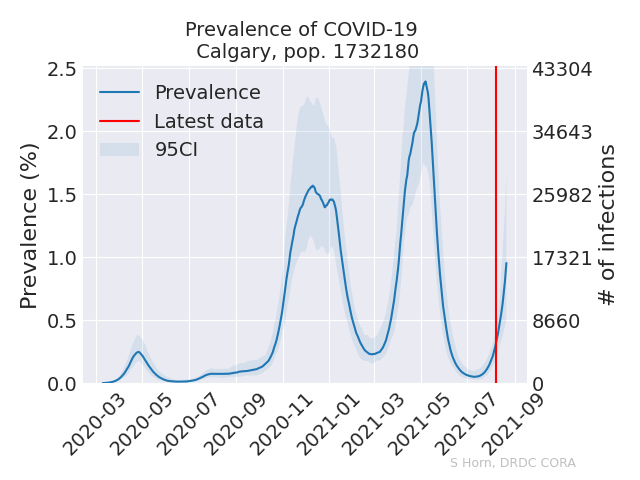 Prevalence of COVID-19
Calgary, pop. 1732180
Prevalence
Latest data
95CI
Prevalence (%)
2.5
2.0
1.5
1.0
0.5
0.0
43304
34643
25982
17321
8660
0
# of infections
2020-03
2020-05
2020-07
2020-09
2020-11
2021-01
2021-03
2021-05
2021-07
2021-09
S Horn, DRDC CORA